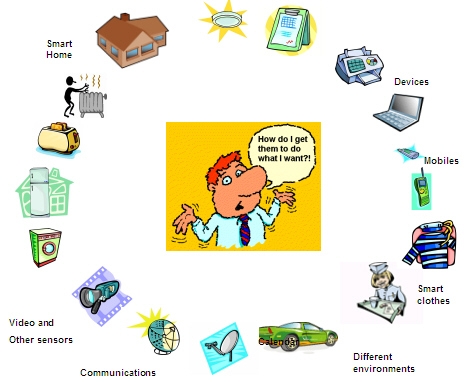 Smart
Home
Devices
How do I get
them to do
what I want?!
Mobiles
Smart
clothes
Video and
Other sensors
Calendar
Different
environments
Communications